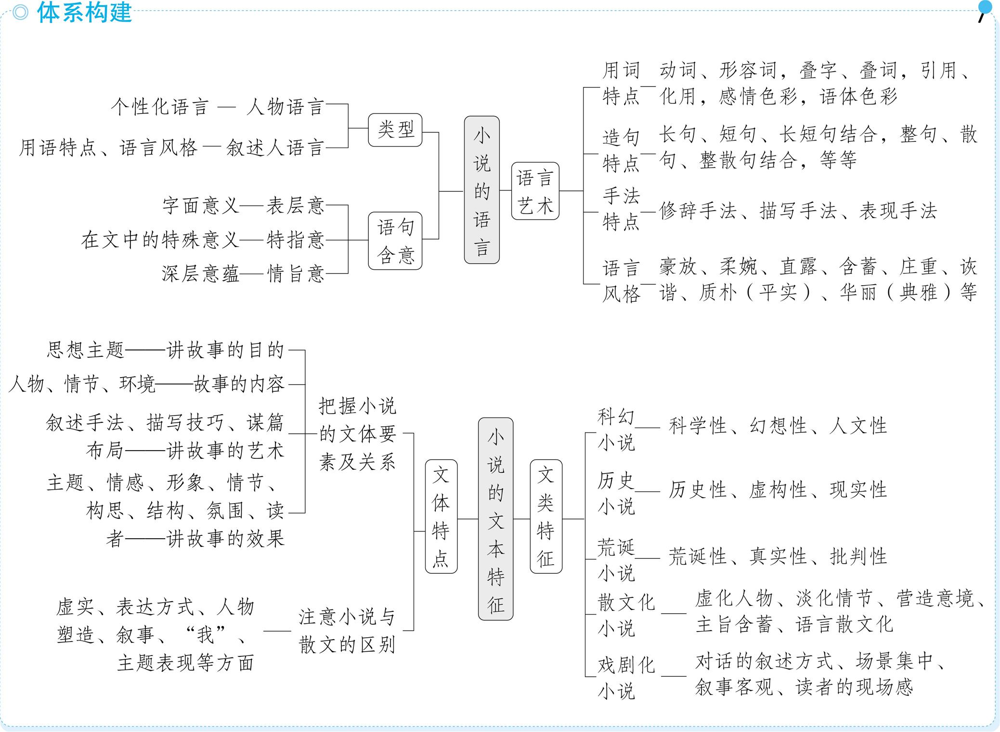 体系构建
个性化语言 — 人物语言
用语特点、语言风格 — 叙述人语言
类型
字面意义——表层意
在文中的特殊意义——特指意
深层意蕴——情旨意
语句
含意
小说的语言
语言
艺术
用词
特点
动词、形容词，叠字、叠词，引用、
化用，感情色彩，语体色彩
造句
特点
长句、短句、长短句结合，整句、散
句、整散句结合，等等
手法
特点
修辞手法、描写手法、表现手法
语言
风格
豪放、柔婉、直露、含蓄、庄重、诙
谐、质朴（平实）、华丽（典雅）等
思想主题——讲故事的目的
人物、情节、环境——故事的内容
叙述手法、描写技巧、谋篇
布局——讲故事的艺术
主题、情感、形象、情节、
构思、结构、氛围、读
者——讲故事的效果
把握小说
的文体要
素及关系
虚实、表达方式、人物
塑造、叙事、“我”、
主题表现等方面
注意小说与
散文的区别
文体特点
小说的文本特征
文类特征
科幻
小说
科学性、幻想性、人文性
历史
小说
历史性、虚构性、现实性
荒诞
小说
荒诞性、真实性、批判性
散文化
小说
虚化人物、淡化情节、营造意境、
主旨含蓄、语言散文化
戏剧化
小说
对话的叙述方式、场景集中、
叙事客观、读者的现场感